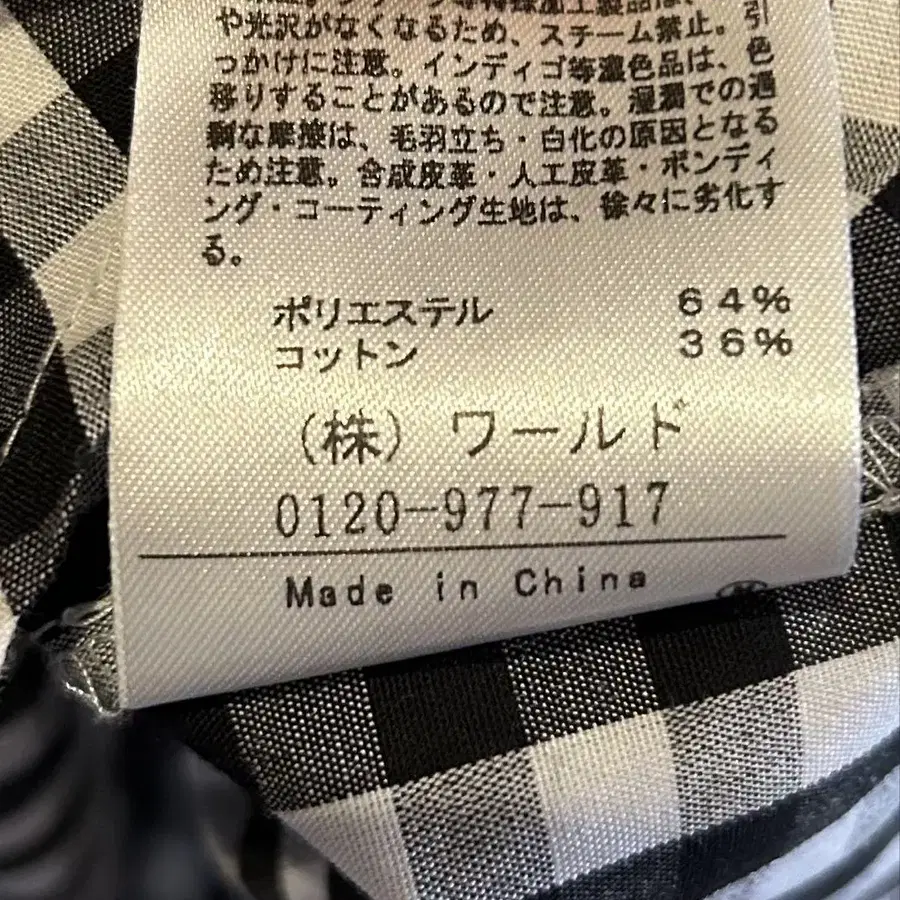 や光沢がなくなるため、スチーム禁止。引
っかけに注意。インディゴ等濃色品は、色
移りすることがあるので注意。湿潤での過
剰な摩擦は、毛羽立ち・白化の原因となる
ため注意。合成皮革・人工皮革・ボンディ
ング・コーティング生地は、徐々に劣化す
る。
ポリエステル 64%
コットン 36%
(株) ワールド
0120-977-917
Made in China